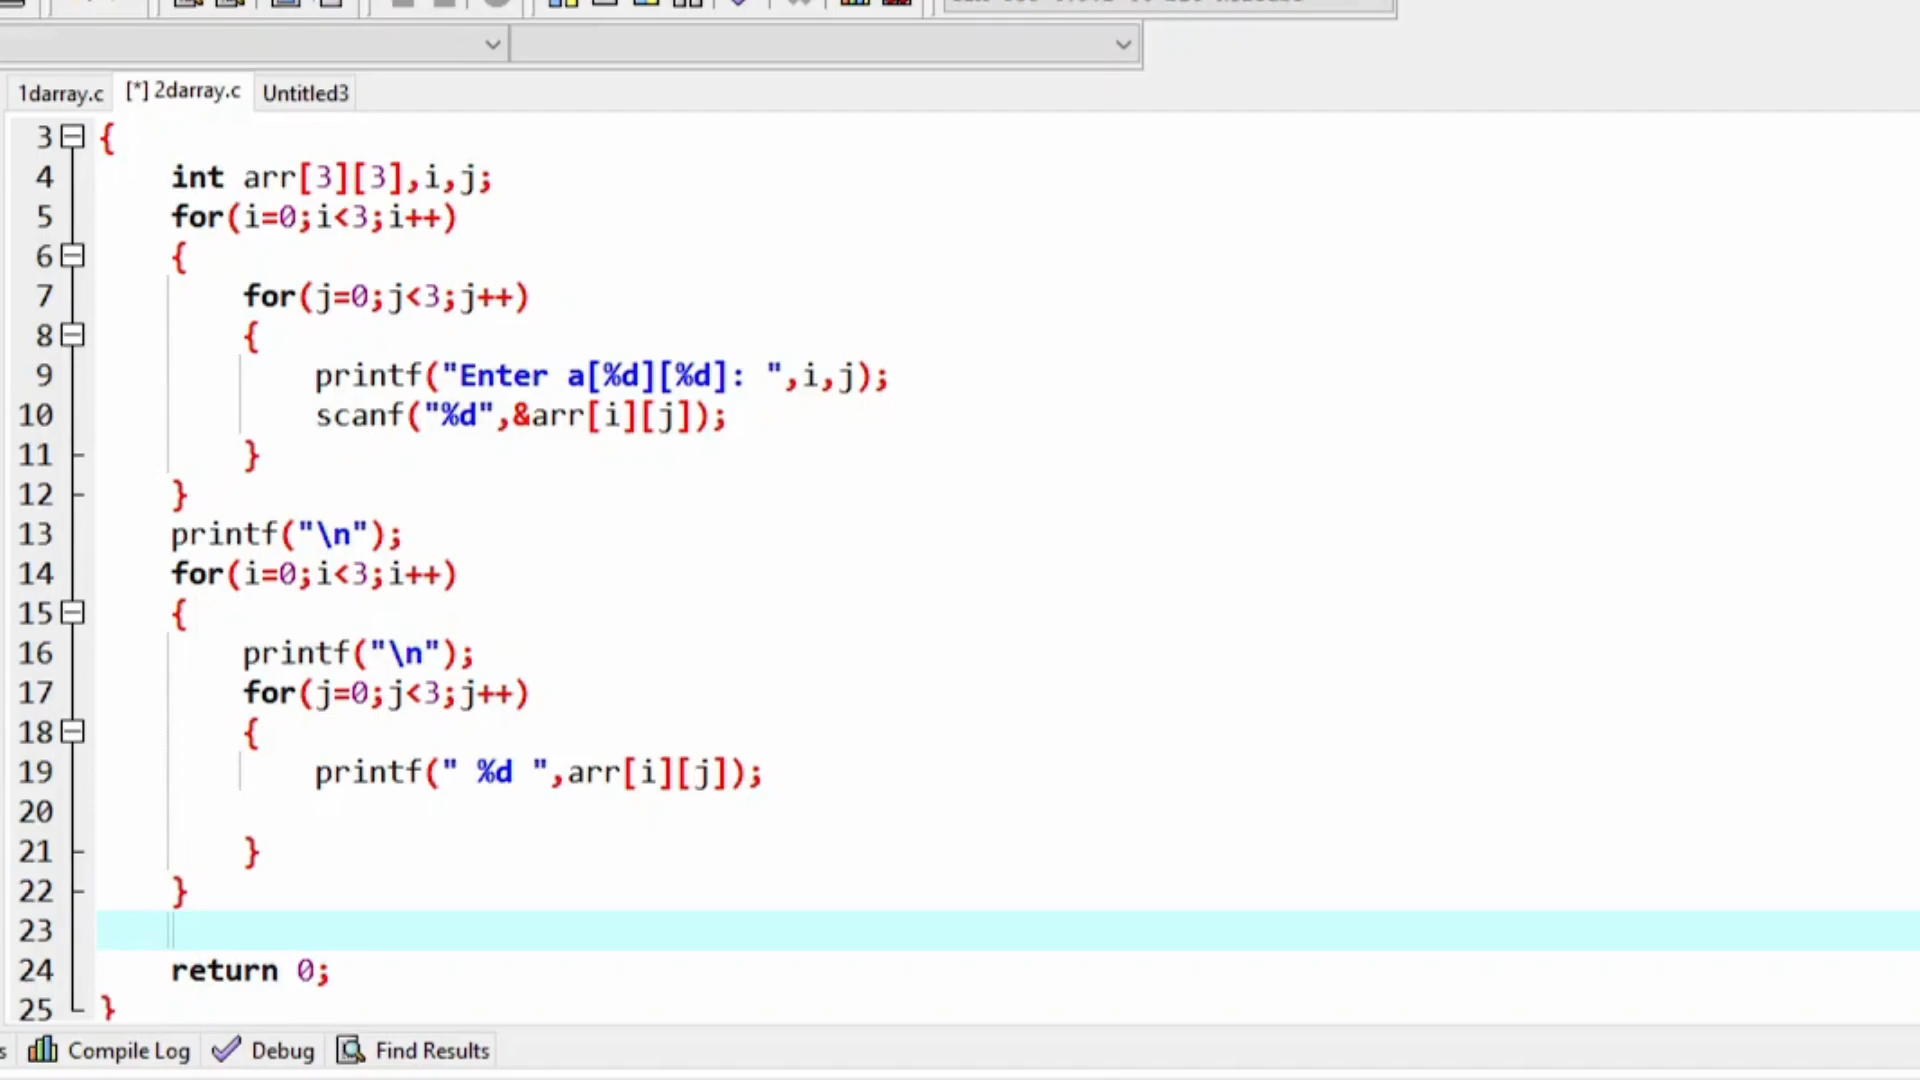 1darray.c [*] 2darray.c Untitled3
3 {
4 int arr[3][3],i,j;
5 for(i=0;i<3;i++)
6 {
7 for(j=0;j<3;j++)
8 {
9 printf("Enter a[%d][%d]: ",i,j);
10 scanf("%d",&arr[i][j]);
11 }
12 }
13 printf("\n");
14 for(i=0;i<3;i++)
15 {
16 printf("\n");
17 for(j=0;j<3;j++)
18 {
19 printf(" %d ",arr[i][j]);
20
21 }
22 }
23
24 return 0;
25 }
s Compile Log Debug Find Results